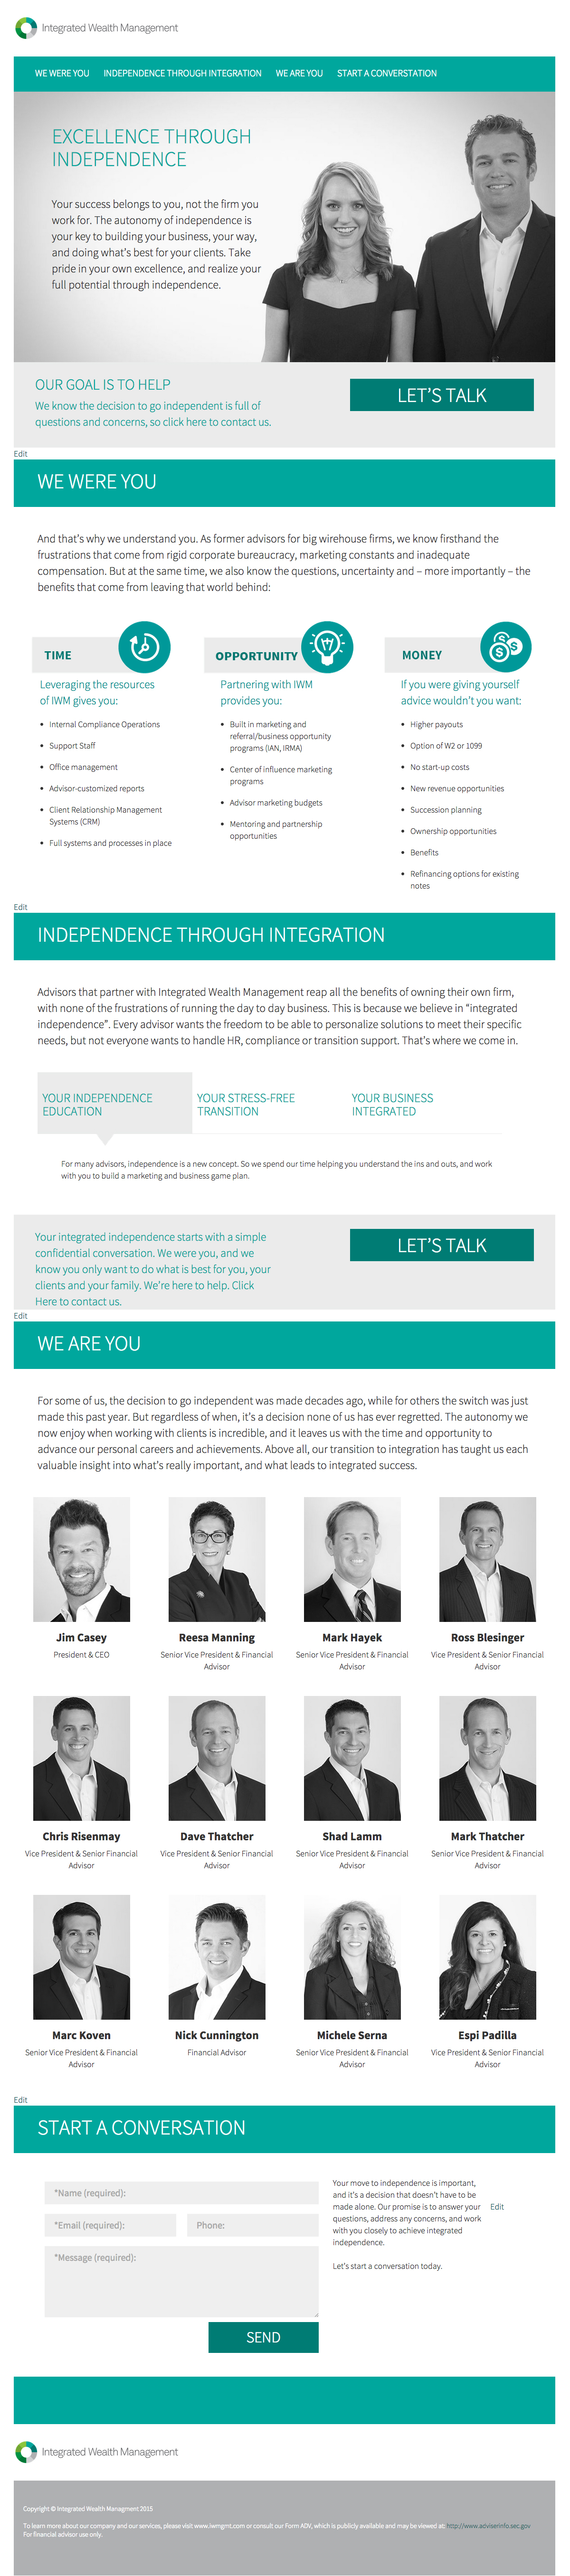 Integrated Wealth Management
WE WERE YOU INDEPENDENCE THROUGH INTEGRATION WE ARE YOU START A CONVERSTATION
EXCELLENCE THROUGH
INDEPENDENCE
Your success belongs to you, not the firm you
work for. The autonomy of independence is
your key to building your business, your way,
and doing what's best for your clients. Take
pride in your own excellence, and realize your
full potential through independence.
OUR GOAL IS TO HELP
We know the decision to go independent is full of
questions and concerns, so click here to contact us.
LET'S TALK
Edit
WE WERE YOU
And that's why we understand you. As former advisors for big wirehouse firms, we know firsthand the
frustrations that come from rigid corporate bureaucracy, marketing constants and inadequate
compensation. But at the same time, we also know the questions, uncertainty and – more importantly – the
benefits that come from leaving that world behind:
TIME
Leveraging the resources
of IWM gives you:
• Internal Compliance Operations
• Support Staff
• Office management
• Advisor-customized reports
• Client Relationship Management
Systems (CRM)
• Full systems and processes in place
OPPORTUNITY
Partnering with IWM
provides you:
• Built in marketing and
referral/business opportunity
programs (IAN, IRMA)
• Center of influence marketing
programs
• Advisor marketing budgets
• Mentoring and partnership
opportunities
MONEY
If you were giving yourself
advice wouldn't you want:
• Higher payouts
• Option of W2 or 1099
• No start-up costs
• New revenue opportunities
• Succession planning
• Ownership opportunities
• Benefits
• Refinancing options for existing
notes
Edit
INDEPENDENCE THROUGH INTEGRATION
Advisors that partner with Integrated Wealth Management reap all the benefits of owning their own firm,
with none of the frustrations of running the day to day business. This is because we believe in "integrated
independence". Every advisor wants the freedom to be able to personalize solutions to meet their specific
needs, but not everyone wants to handle HR, compliance or transition support. That's where we come in.
YOUR INDEPENDENCE
EDUCATION
YOUR STRESS-FREE
TRANSITION
YOUR BUSINESS
INTEGRATED
For many advisors, independence is a new concept. So we spend our time helping you understand the ins and outs, and work
with you to build a marketing and business game plan.
Your integrated independence starts with a simple
confidential conversation. We were you, and we
know you only want to do what is best for you, your
clients and your family. We're here to help. Click
Here to contact us.
LET'S TALK
Edit
WE ARE YOU
For some of us, the decision to go independent was made decades ago, while for others the switch was just
made this past year. But regardless of when, it's a decision none of us has ever regretted. The autonomy we
now enjoy when working with clients is incredible, and it leaves us with the time and opportunity to
advance our personal careers and achievements. Above all, our transition to integration has taught us each
valuable insight into what's really important, and what leads to integrated success.
Jim Casey
President & CEO
Reesa Manning
Senior Vice President & Financial
Advisor
Mark Hayek
Senior Vice President & Financial
Advisor
Ross Blesinger
Vice President & Senior Financial
Advisor
Chris Risenmay
Vice President & Senior Financial
Advisor
Dave Thatcher
Vice President & Senior Financial
Advisor
Shad Lamm
Senior Vice President & Financial
Advisor
Mark Thatcher
Senior Vice President & Financial
Advisor
Marc Koven
Senior Vice President & Financial
Advisor
Nick Cunnington
Financial Advisor
Michele Serna
Senior Vice President & Financial
Advisor
Espi Padilla
Vice President & Senior Financial
Advisor
Edit
START A CONVERSATION
*Name (required):
*Email (required):
Phone:
*Message (required):
SEND
Your move to independence is important,
and it's a decision that doesn't have to be
made alone. Our promise is to answer your
questions, address any concerns, and work
with you closely to achieve integrated
independence.
Let's start a conversation today.
Edit
Integrated Wealth Management
Copyright © Integrated Wealth Managment 2015
To learn more about our company and our services, please visit www.iwmgmt.com or consult our Form ADV, which is publicly available and may be viewed at: http://www.adviserinfo.sec.gov
For financial advisor use only.